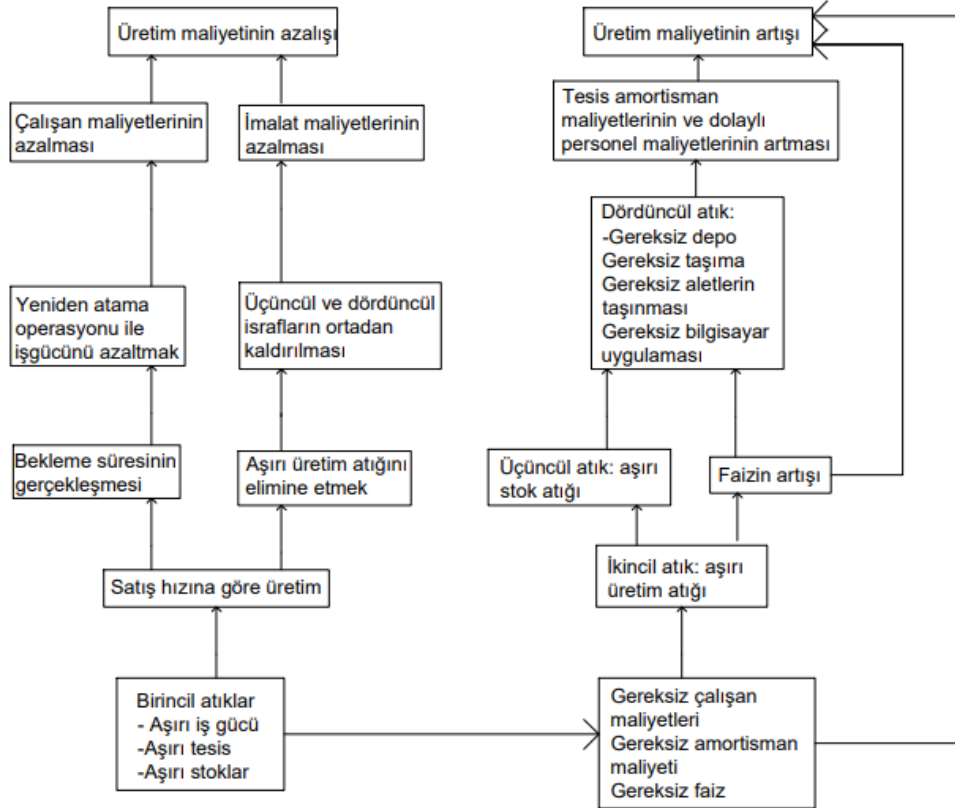 Üretim maliyetinin azalışı
Üretim maliyetinin artışı
Çalışan maliyetlerinin
azalması
İmalat maliyetlerinin
azalması
Tesis amortisman
maliyetlerinin ve dolaylı
personel maliyetlerinin artması
Yeniden atama
operasyonu ile
işgücünü azaltmak
Üçüncül ve dördüncül
israfların ortadan
kaldırılması
Dördüncül atık:
-Gereksiz depo
Gereksiz taşıma
Gereksiz aletlerin
taşınması
Gereksiz bilgisayar
uygulaması
Bekleme süresinin
gerçekleşmesi
Aşırı üretim atığını
elimine etmek
Üçüncül atık: aşırı
stok atığı
Faizin artışı
Satış hızına göre üretim
İkincil atık: aşırı
üretim atığı
Birincil atıklar
- Aşırı iş gücü
-Aşırı tesis
-Aşırı stoklar
Gereksiz çalışan
maliyetleri
Gereksiz amortisman
maliyeti
Gereksiz faiz